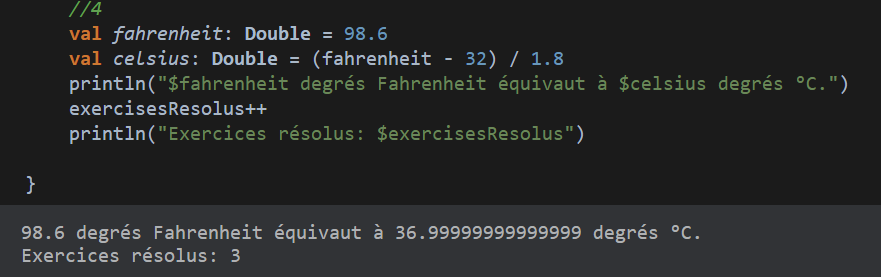 //4
val fahrenheit: Double = 98.6
val celsius: Double = (fahrenheit - 32) / 1.8
println("$fahrenheit degrés Fahrenheit équivaut à $celsius degrés °C.")
exercisesResolus++
println("Exercices résolus: $exercisesResolus")
}
98.6 degrés Fahrenheit équivaut à 36.99999999999999 degrés °C.
Exercices résolus: 3